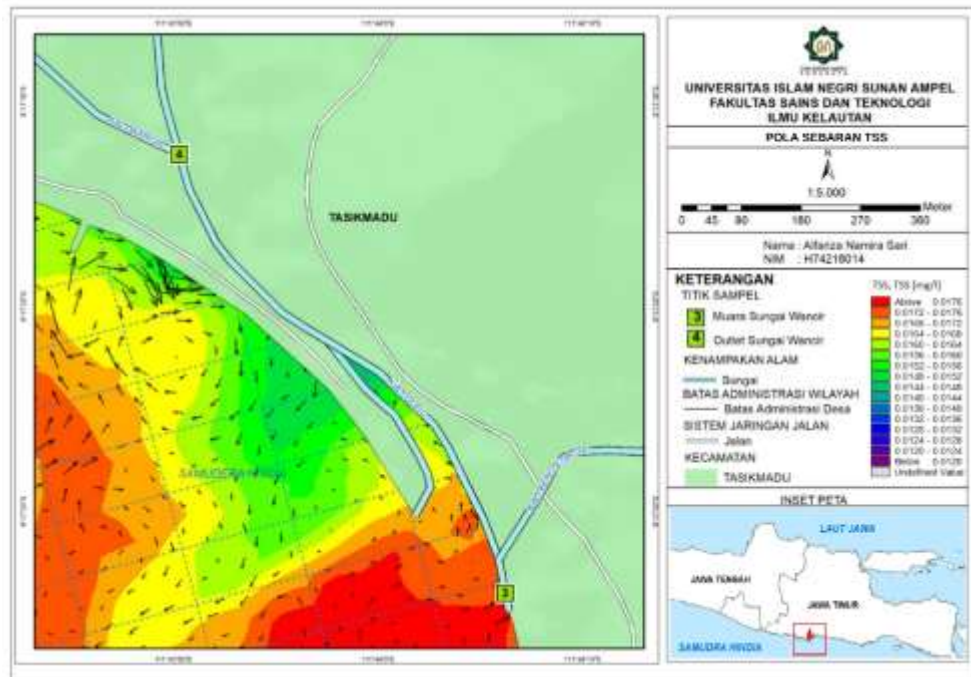 TASIKMADU
4
3
UNIVERSITAS ISLAM NEGRI SUNAN AMPEL
FAKULTAS SAINS DAN TEKNOLOGI
ILMU KELAUTAN
POLA SEBARAN TSS
N
1:5.000
Meter
0 45 90 180 270 360
Nama : Alfariza Namira Sari
NIM : H74218014
KETERANGAN
TITIK SAMPEL
3 Muara Sungai Wancir
4 Outlet Sungai Wancir
KENAMPAKAN ALAM
Sungai
BATAS ADMINISTRASI WILAYAH
Batas Administrasi Desa
SISTEM JARINGAN JALAN
Jalan
KECAMATAN
TASIKMADU
TSS, TSS [mg/l]
Above 0.0176
0.0172 - 0.0176
0.0168 - 0.0172
0.0164 - 0.0168
0.0160 - 0.0164
0.0156 - 0.0160
0.0152 - 0.0156
0.0148 - 0.0152
0.0144 - 0.0148
0.0140 - 0.0144
0.0136 - 0.0140
0.0132 - 0.0136
0.0128 - 0.0132
0.0124 - 0.0128
0.0120 - 0.0124
Below 0.0120
Undefined Value
INSET PETA
LAUT JAWA
JAWA TENGAH
JAWA TIMUR
SAMUDRA HINDIA